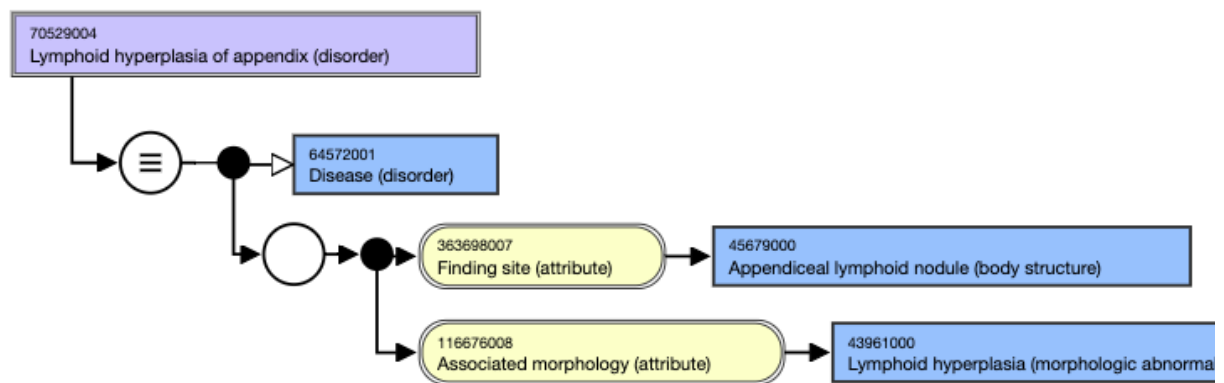 70529004
Lymphoid hyperplasia of appendix (disorder)
64572001
Disease (disorder)
363698007
Finding site (attribute)
45679000
Appendiceal lymphoid nodule (body structure)
116676008
Associated morphology (attribute)
43961000
Lymphoid hyperplasia (morphologic abnormal